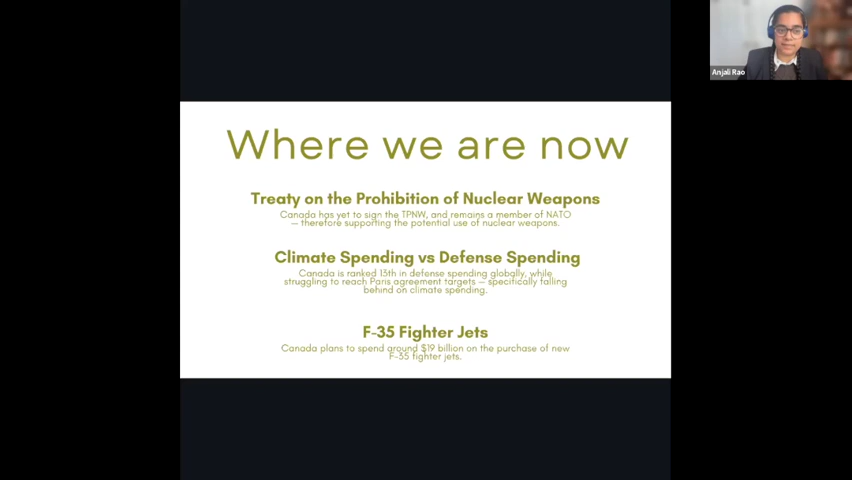 Anjali Rao
Where we are now
Treaty on the Prohibition of Nuclear Weapons
Canada has yet to sign the TPNW, and remains a member of NATO
— therefore supporting the potential use of nuclear weapons.
Climate Spending vs Defense Spending
Canada is ranked 13th in defense spending globally, while
struggling to reach Paris agreement targets — specifically falling
behind on climate spending.
F-35 Fighter Jets
Canada plans to spend around $19 billion on the purchase of new
F-35 fighter jets.